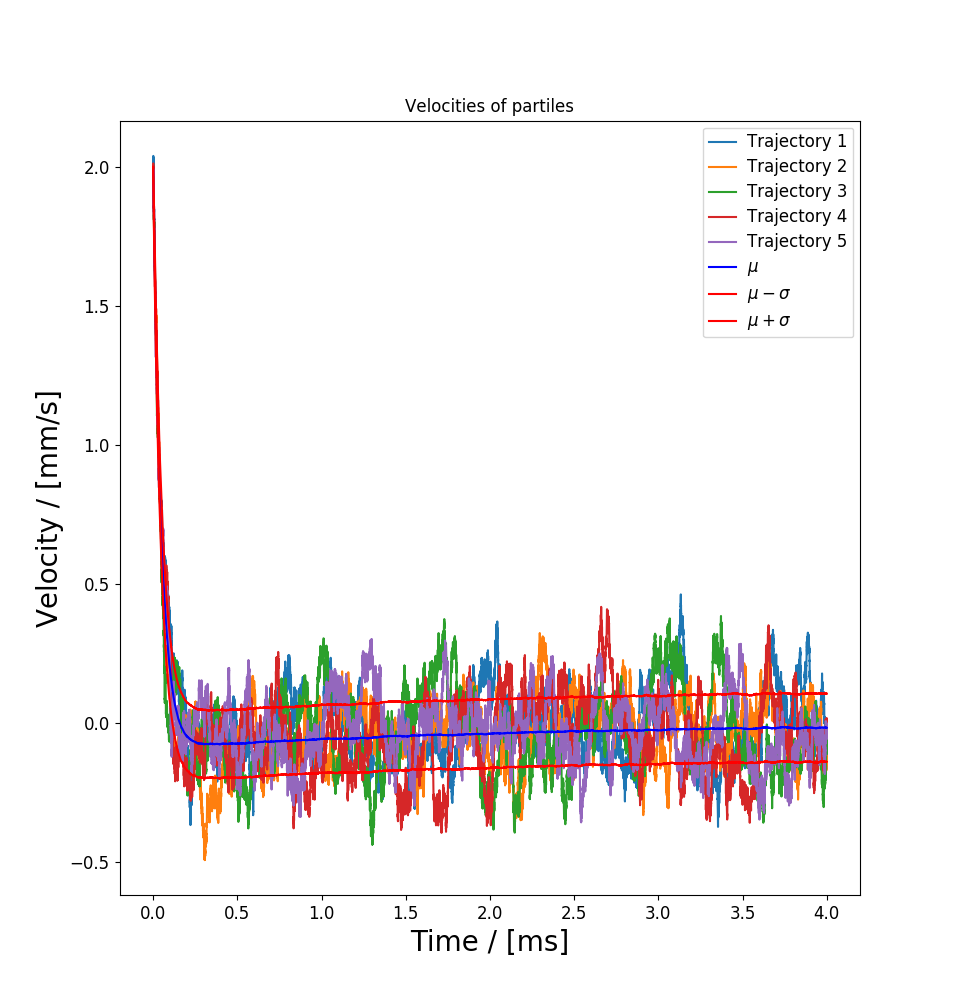 Velocities of partiles
Trajectory 1
Trajectory 2
Trajectory 3
Trajectory 4
Trajectory 5
μ
μ − σ
μ + σ
Velocity / [mm/s]
2.0
1.5
1.0
0.5
0.0
−0.5
0.0 0.5 1.0 1.5 2.0 2.5 3.0 3.5 4.0
Time / [ms]